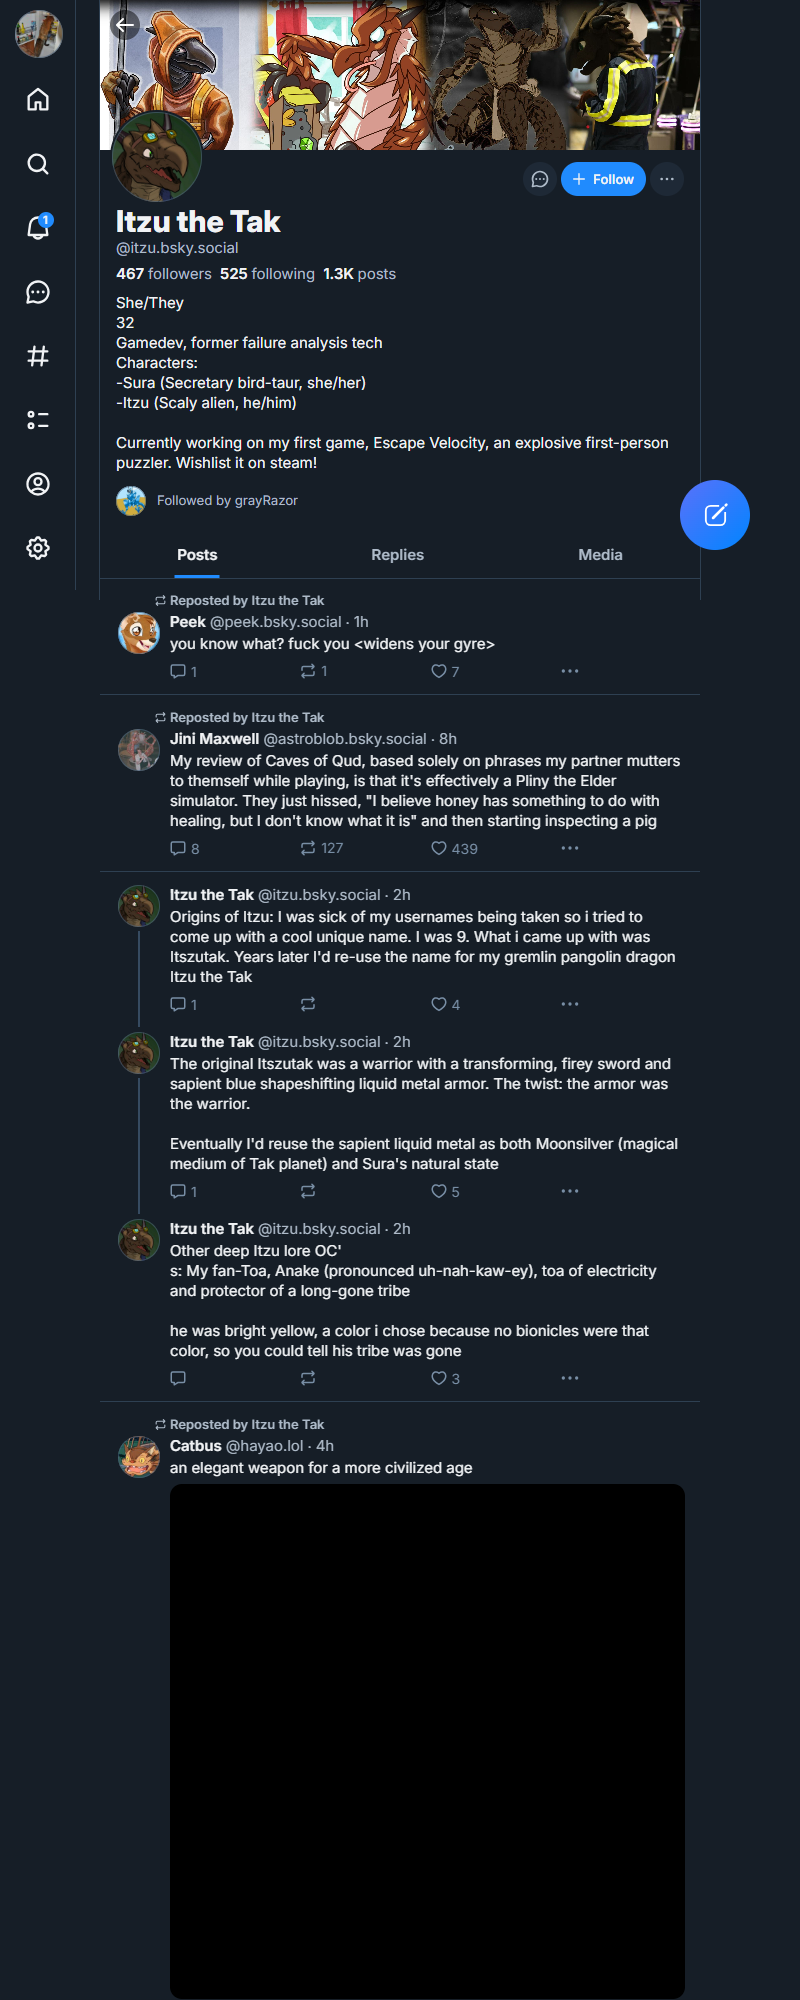 1
Follow
Itzu the Tak
@itzu.bsky.social
467 followers 525 following 1.3K posts
She/They
32
Gamedev, former failure analysis tech
Characters:
-Sura (Secretary bird-taur, she/her)
-Itzu (Scaly alien, he/him)
Currently working on my first game, Escape Velocity, an explosive first-person
puzzler. Wishlist it on steam!
Followed by grayRazor
Posts Replies Media
Reposted by Itzu the Tak
Peek @peek.bsky.social · 1h
you know what? fuck you <widens your gyre>
1 1 7
Reposted by Itzu the Tak
Jini Maxwell @astroblob.bsky.social · 8h
My review of Caves of Qud, based solely on phrases my partner mutters
to themself while playing, is that it's effectively a Pliny the Elder
simulator. They just hissed, "I believe honey has something to do with
healing, but I don't know what it is" and then starting inspecting a pig
8 127 439
Itzu the Tak @itzu.bsky.social · 2h
Origins of Itzu: I was sick of my usernames being taken so i tried to
come up with a cool unique name. I was 9. What i came up with was
Itszutak. Years later I'd re-use the name for my gremlin pangolin dragon
Itzu the Tak
1 4
Itzu the Tak @itzu.bsky.social · 2h
The original Itszutak was a warrior with a transforming, firey sword and
sapient blue shapeshifting liquid metal armor. The twist: the armor was
the warrior.
Eventually I'd reuse the sapient liquid metal as both Moonsilver (magical
medium of Tak planet) and Sura's natural state
1 5
Itzu the Tak @itzu.bsky.social · 2h
Other deep Itzu lore OC'
s: My fan-Toa, Anake (pronounced uh-nah-kaw-ey), toa of electricity
and protector of a long-gone tribe
he was bright yellow, a color i chose because no bionicles were that
color, so you could tell his tribe was gone
3
Reposted by Itzu the Tak
Catbus @hayao.lol · 4h
an elegant weapon for a more civilized age